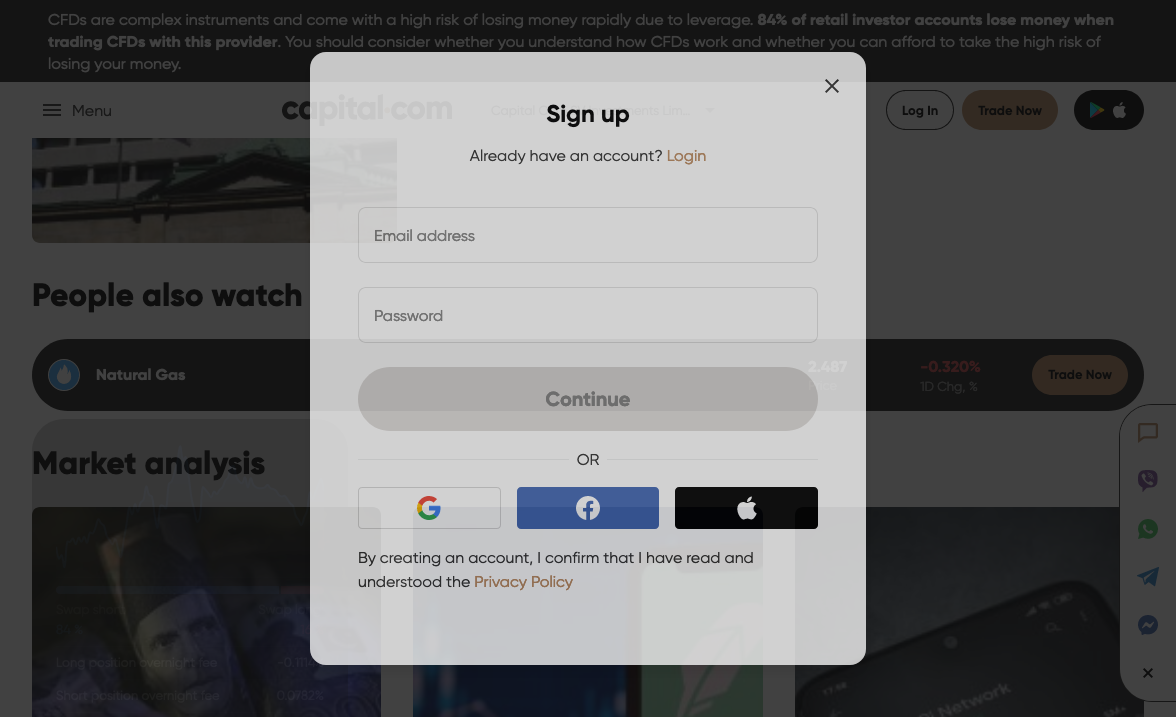 CFDs are complex instruments and come with a high risk of losing money rapidly due to leverage. 84% of retail investor accounts lose money when
trading CFDs with this provider. You should consider whether you understand how CFDs work and whether you can afford to take the high risk of
losing your money.
Menu
capital.com
Log In
Trade Now
Sign up
Already have an account? Login
Email address
Password
People also watch
Natural Gas
2.487
-0.320%
1D Chg, %
Trade Now
Continue
Market analysis
OR
By creating an account, I confirm that I have read and
understood the Privacy Policy
Long position overnight fee
Short position overnight fee
0.0782%
Network